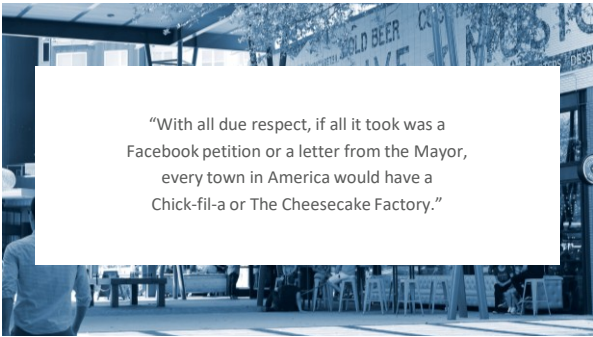 OLD BEER
“With all due respect, if all it took was a
Facebook petition or a letter from the Mayor,
every town in America would have a
Chick-fil-a or The Cheesecake Factory.”